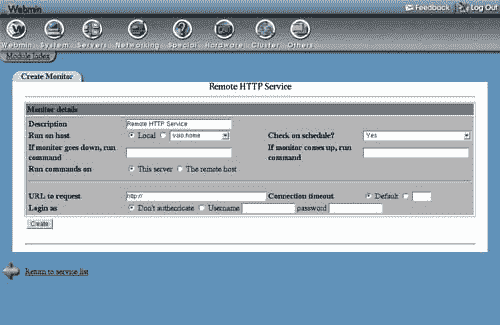 Webmin
Feedback Log Out
Webmin System Servers Networking Special Hardware Cluster Others
Module Index
Create Monitor
Remote HTTP Service
Monitor details
Description Remote HTTP Service
Run on host Local vaio.home Check on schedule? Yes
If monitor goes down, run command If monitor comes up, run command
Run commands on This server The remote host
URL to request http:// Connection timeout Default
Login as Don't authenticate Username password
Create
Return to service list